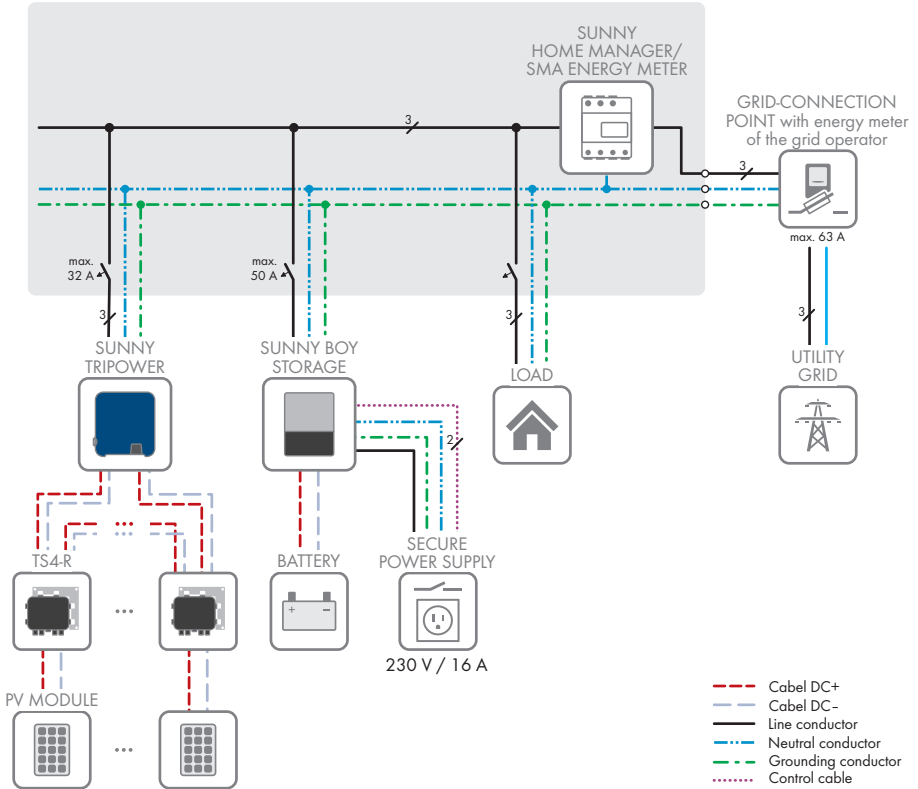 SUNNY
HOME MANAGER/
SMA ENERGY METER
GRID-CONNECTION
POINT with energy meter
of the grid operator
3
3
max. 63 A
max.
32 A
max.
50 A
3
3
3
SUNNY
TRIPOWER
SUNNY BOY
STORAGE
LOAD
UTILITY
GRID
2
TS4-R
BATTERY
SECURE
POWER SUPPLY
+ −
230 V / 16 A
PV MODULE
Cabel DC+
Cabel DC–
Line conductor
Neutral conductor
Grounding conductor
Control cable